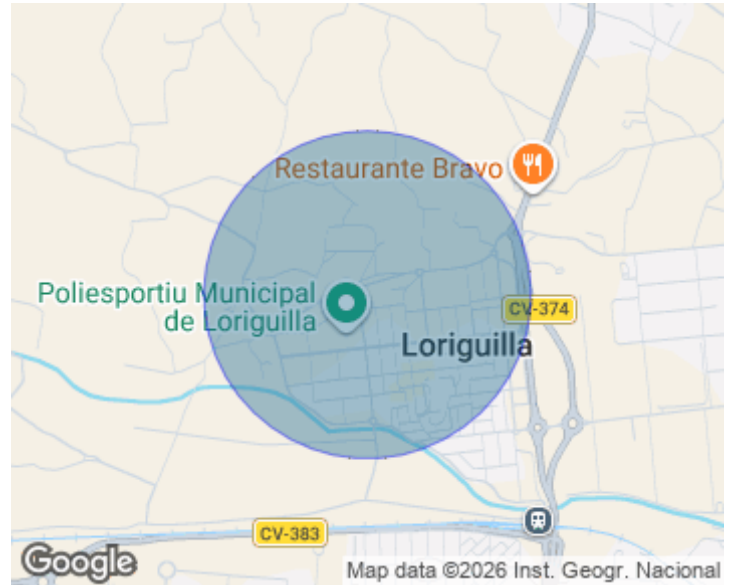 Restaurante Bravo
Poliesportiu Municipal
de Loriguilla
CV-374
Loriguilla
CV-383
Google
Map data ©2026 Inst. Geogr. Nacional